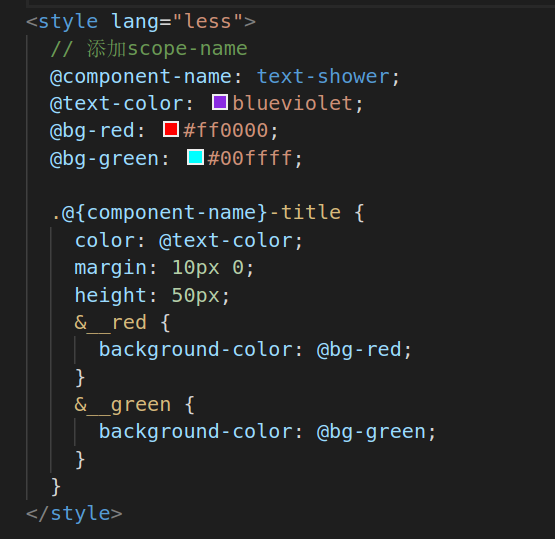 <style lang="less">
// 添加scope-name
@component-name: text-shower;
@text-color: blueviolet;
@bg-red: #ff0000;
@bg-green: #00ffff;
.@{component-name}-title {
color: @text-color;
margin: 10px 0;
height: 50px;
&__red {
background-color: @bg-red;
}
&__green {
background-color: @bg-green;
}
}
</style>